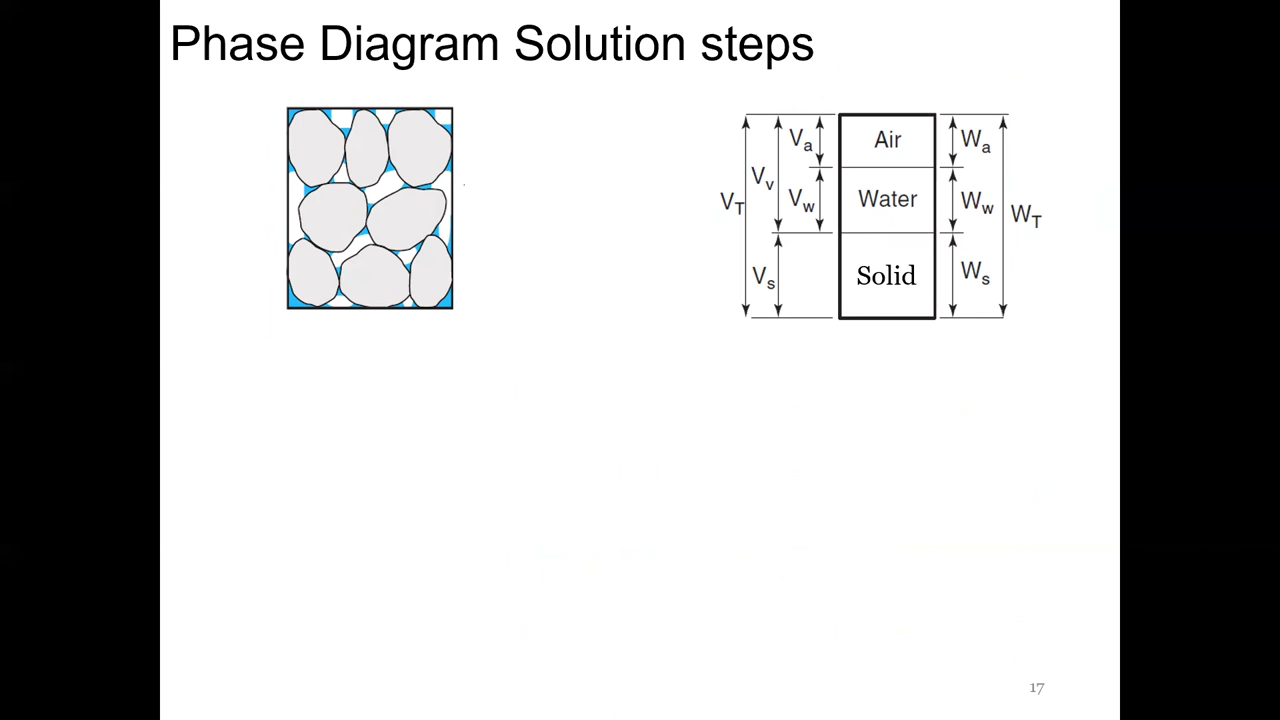 Phase Diagram Solution steps
Va
Air
Wa
Vv
VT
Vw
Water
Ww
WT
Vs
Solid
Ws
17